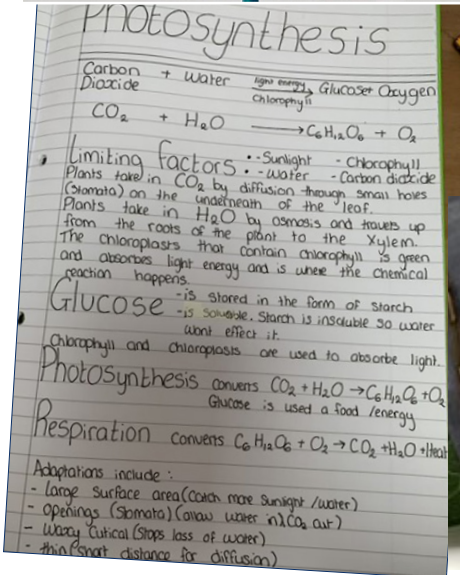 Photosynthesis
Carbon Dioxide + Water light energy → Chlorophyll Glucose + Oxygen
CO₂ + H₂O → C₆H₁₂O₆ + O₂
Limiting factors: - Sunlight - Chlorophyll
- Water - Carbon dioxide
Plants take in CO₂ by diffusion through small holes
(stomata) on the underneath of the leaf.
Plants take in H₂O by osmosis and travels up
from the roots of the plant to the xylem.
The chloroplasts that contain chlorophyll is green
and absorbes light energy and is where the chemical
reaction happens.
Glucose - is stored in the form of starch
- is soluable. Starch is insoluble so water
wont effect it.
Chlorophyll and chloroplasts are used to absorbe light.
Photosynthesis converts CO₂ + H₂O → C₆H₁₂O₆ + O₂
Glucose is used a food /energy
Respiration converts C₆H₁₂O₆ + O₂ → CO₂ + H₂O + Heat
Adaptations include:
- Large surface area (catch more sunlight /water)
- openings (stomata) (allow water in) CO₂ out)
- Waxy cutical (stops loss of water)
- thin (short distance for diffusion)